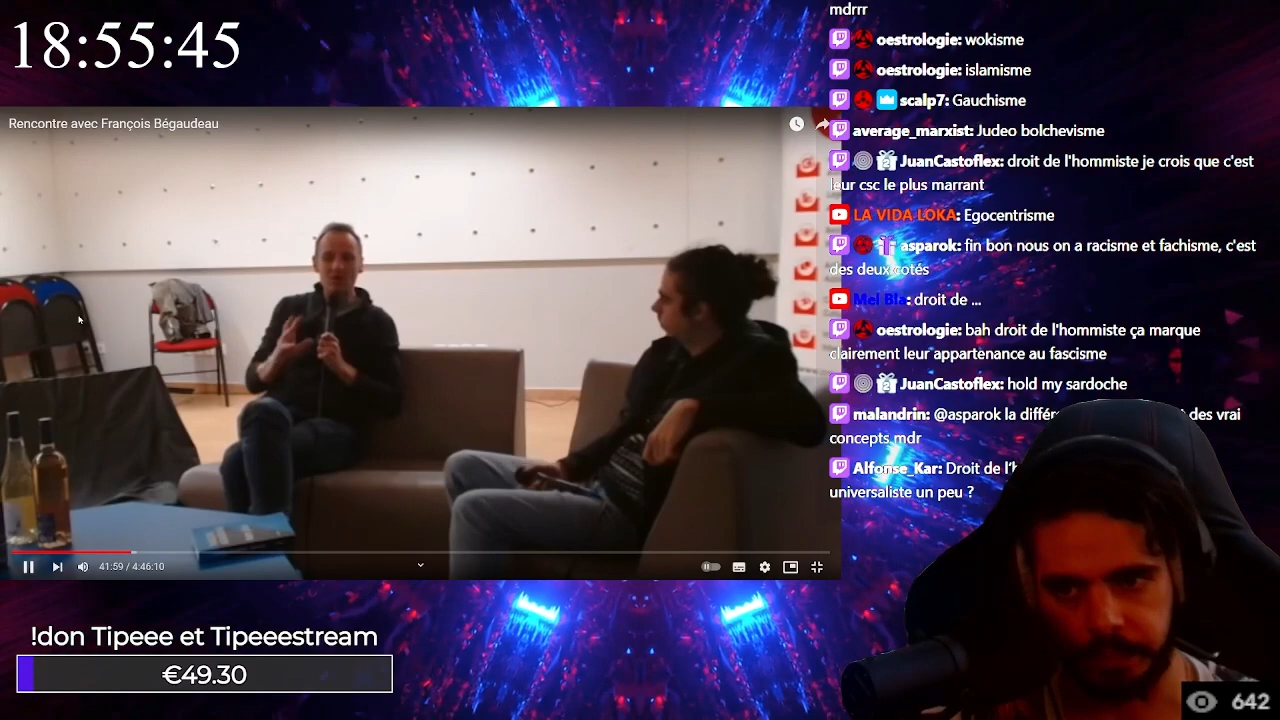 18:55:45
Rencontre avec François Bégaudeau
41:59 / 4:46:10
!don Tipeee et Tipeeestream
€49.30
mdrrr
oestrologie: wokisme
oestrologie: islamisme
scalp7: Gauchisme
average_marxist: Judeo bolchevisme
JuanCastoflex: droit de l'hommiste je crois que c'est
leur csc le plus marrant
LA VIDA LOKA: Egocentrisme
asparok: fin bon nous on a racisme et fachisme, c'est
des deux cotés
Mei Bla: droit de ...
oestrologie: bah droit de l'hommiste ça marque
clairement leur appartenance au fascisme
JuanCastoflex: hold my sardoche
malandrin: @asparok la des vrai
concepts mdr
Alfonse_Kar: Droit de
universaliste un peu ?
642